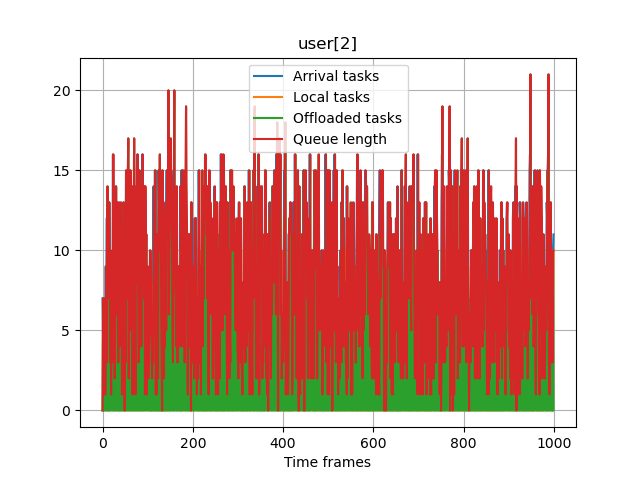 user[2]
Arrival tasks
Local tasks
Offloaded tasks
Queue length
20
15
10
5
0
0 200 400 600 800 1000
Time frames